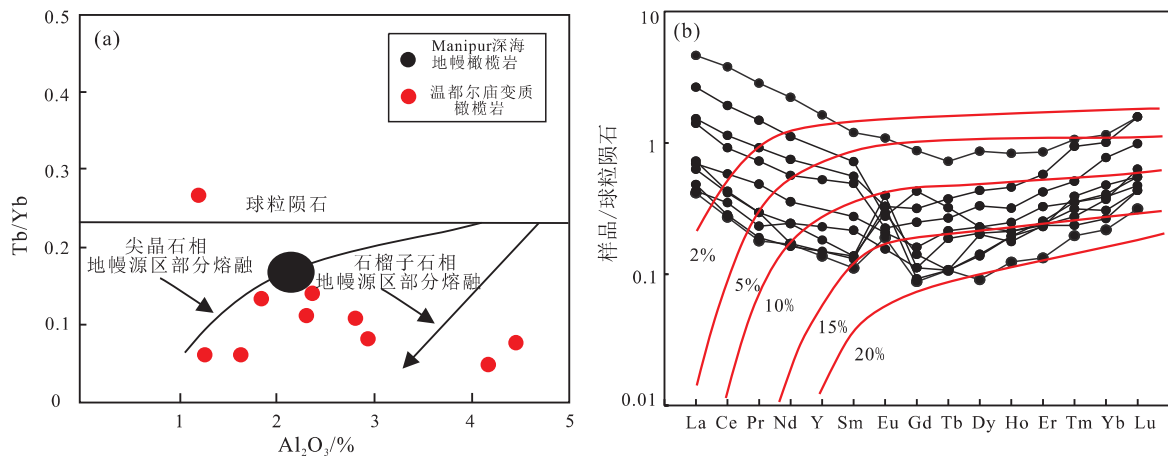 (a)
Tb/Yb
0.5
0.4
0.3
0.2
0.1
0
Manipur深海
地幔橄榄岩
温都尔庙变质
橄榄岩
球粒陨石
尖晶石相
地幔源区部分熔融
石榴子石相
地幔源区部分熔融
1 2 3 4 5
Al₂O₃/%
(b)
样品/球粒陨石
10
1
0.1
0.01
2%
5%
10%
15%
20%
La Ce Pr Nd Y Sm Eu Gd Tb Dy Ho Er Tm Yb Lu